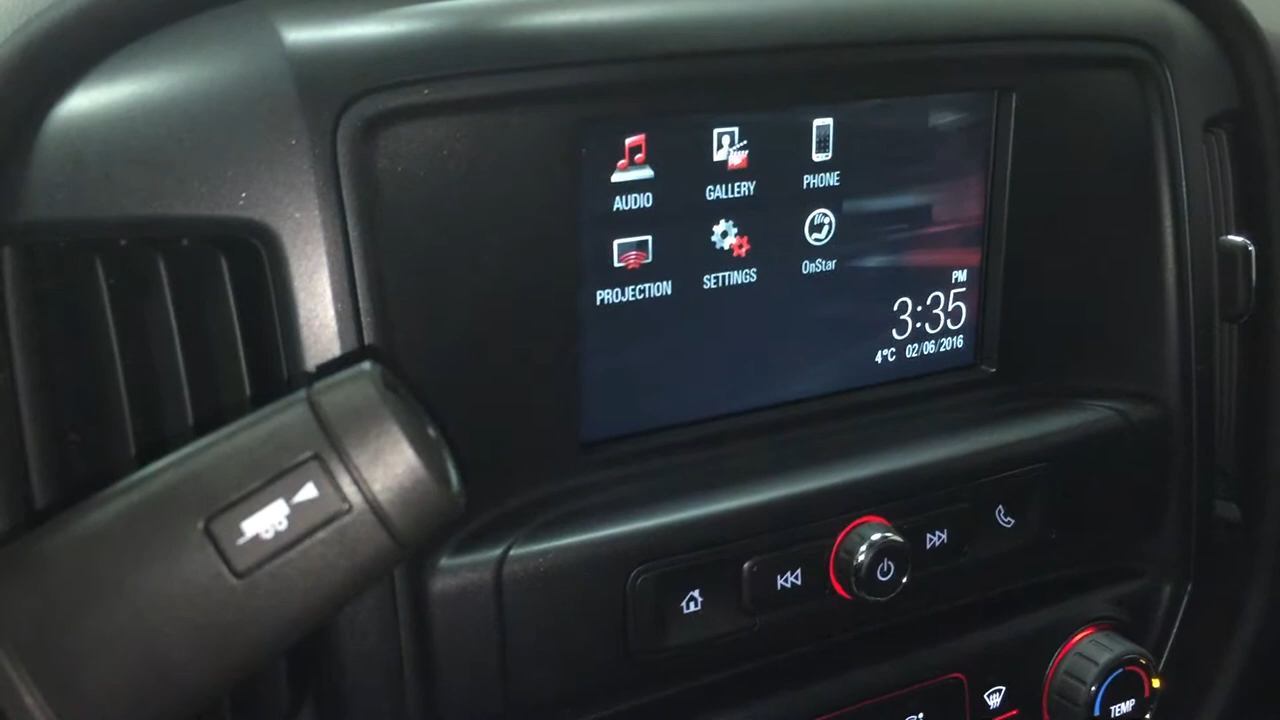 AUDIO
GALLERY
PHONE
PROJECTION
SETTINGS
OnStar
PM
3:35
4°C 02/06/2016
TEMP